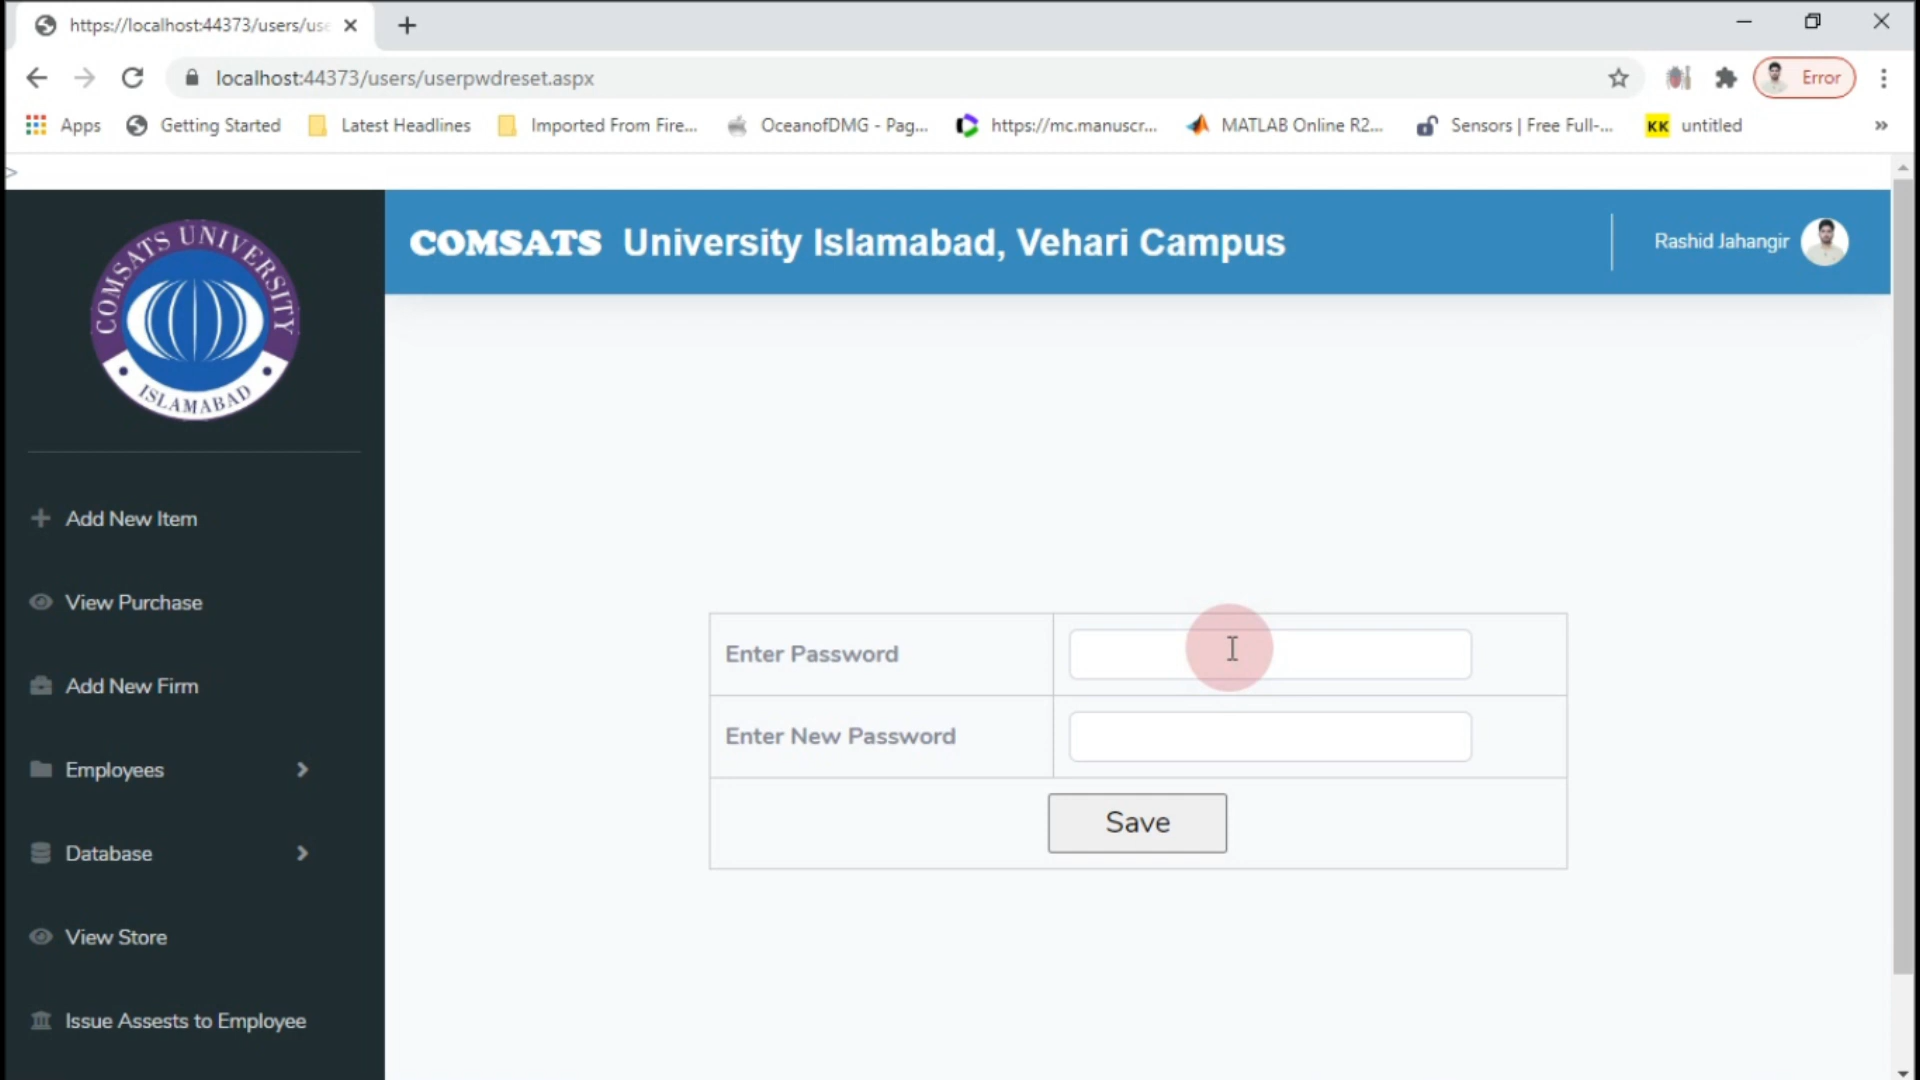 https://localhost:44373/users/use
localhost:44373/users/userpwdreset.aspx
Error
Apps
Getting Started
Latest Headlines
Imported From Fire...
OceanofDMG - Pag...
https://mc.manuscr...
MATLAB Online R2...
Sensors | Free Full-...
KK untitled
»
>
COMSATS UNIVERSITY
ISLAMABAD
COMSATS University Islamabad, Vehari Campus
Rashid Jahangir
Add New Item
View Purchase
Add New Firm
Employees
Database
View Store
Issue Assests to Employee
Enter Password
Enter New Password
Save